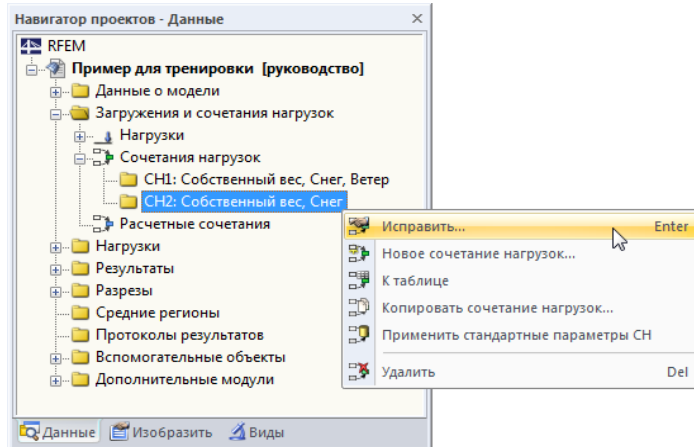 Навигатор проектов - Данные
RFEM
Пример для тренировки [руководство]
Данные о модели
Загружения и сочетания нагрузок
Нагрузки
Сочетания нагрузок
СН1: Собственный вес, Снег, Ветер
СН2: Собственный вес, Снег
Расчетные сочетания
Нагрузки
Результаты
Разрезы
Средние регионы
Протоколы результатов
Вспомогательные объекты
Дополнительные модули
Исправить... Enter
Новое сочетание нагрузок...
К таблице
Копировать сочетание нагрузок...
Применить стандартные параметры СН
Удалить Del
Данные Изобразить Виды